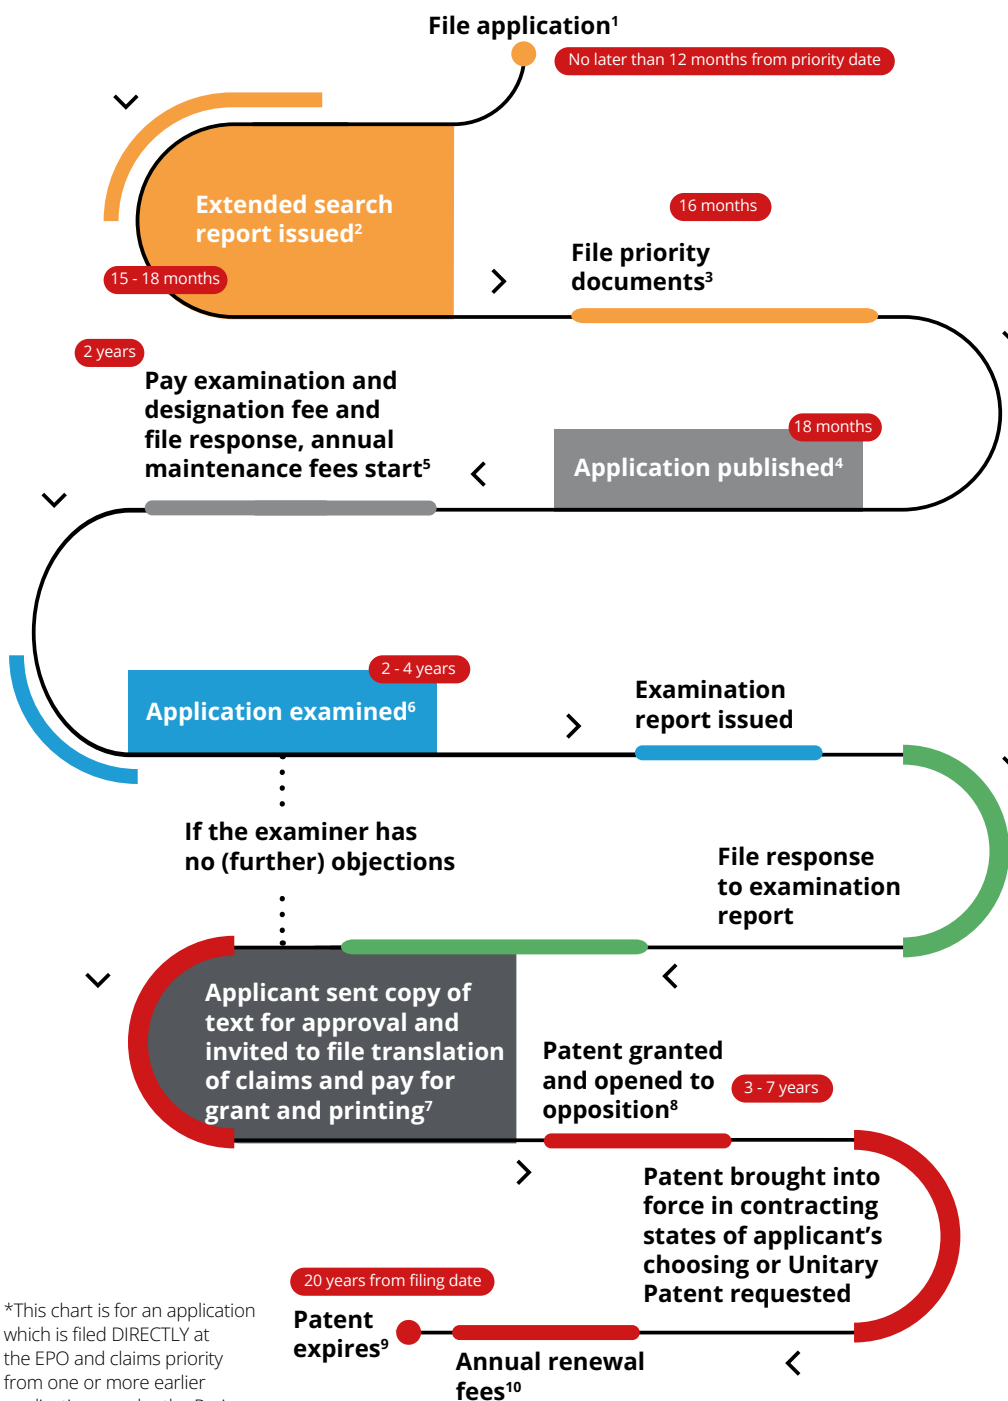 File application¹
No later than 12 months from priority date
Extended search
report issued²
15 - 18 months
16 months
File priority
documents³
2 years
Pay examination and
designation fee and
file response, annual
maintenance fees start⁵
18 months
Application published⁴
2 - 4 years
Application examined⁶
Examination
report issued
If the examiner has
no (further) objections
File response
to examination
report
Applicant sent copy of
text for approval and
invited to file translation
of claims and pay for
grant and printing⁷
Patent granted
and opened to
opposition⁸
3 - 7 years
Patent brought into
force in contracting
states of applicant’s
choosing or Unitary
Patent requested
20 years from filing date
Patent
expires⁹
Annual renewal
fees¹⁰
*This chart is for an application
which is filed DIRECTLY at
the EPO and claims priority
from one or more earlier